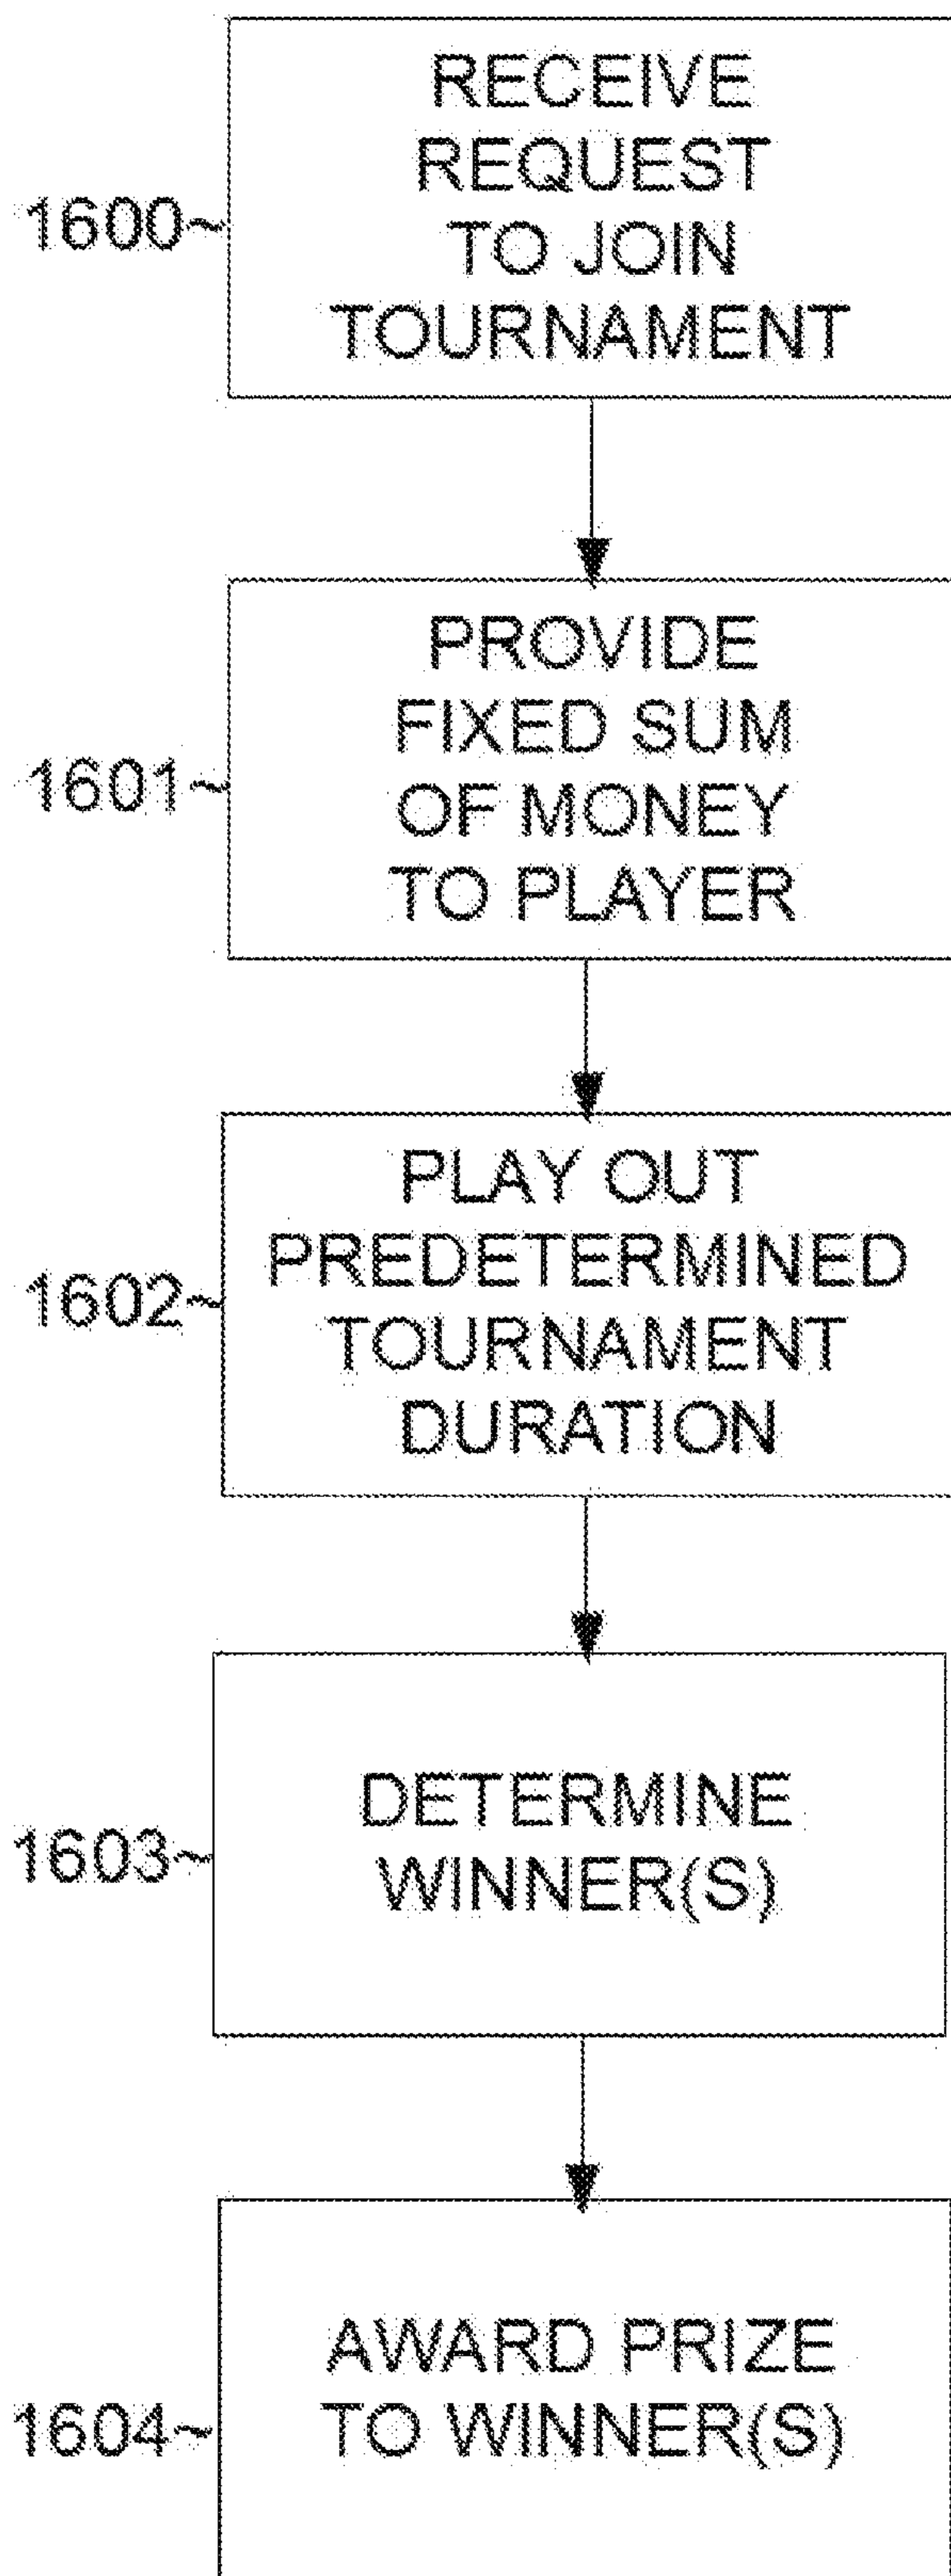 RECEIVE
REQUEST
1600~
TO JOIN
TOURNAMENT
PROVIDE
FIXED SUM
1601~
OF MONEY
TO PLAYER
PLAY OUT
PREDETERMINED
1602~
TOURNAMENT
DURATION
DETERMINE
1603~
WINNER(S)
AWARD PRIZE
1604~
TO WINNER(S)